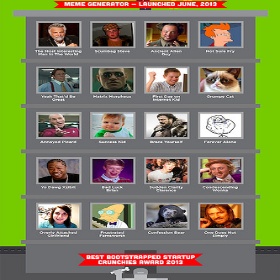 MEME GENERATOR – LAUNCHED JUNE, 2013
The Most Interesting
Man In The World
Scumbag Steve
Ancient Alien
Guy
Not Sure Fry
Yeah That'd Be
Great
Matrix Morpheus
First Day on
Internet Kid
Grumpy Cat
Annoyed Picard
Success Kid
Brace Yourself
Forever Alone
Yo Dawg Xzibit
Bad Luck
Brian
Sudden Clarity
Clarence
Condescending
Wonka
Overly Attached
Girlfriend
Frustrated
Farnsworth
Confession Bear
One Does Not
Simply
BEST BOOTSTRAPPED STARTUP
CRUNCHIES AWARD 2013